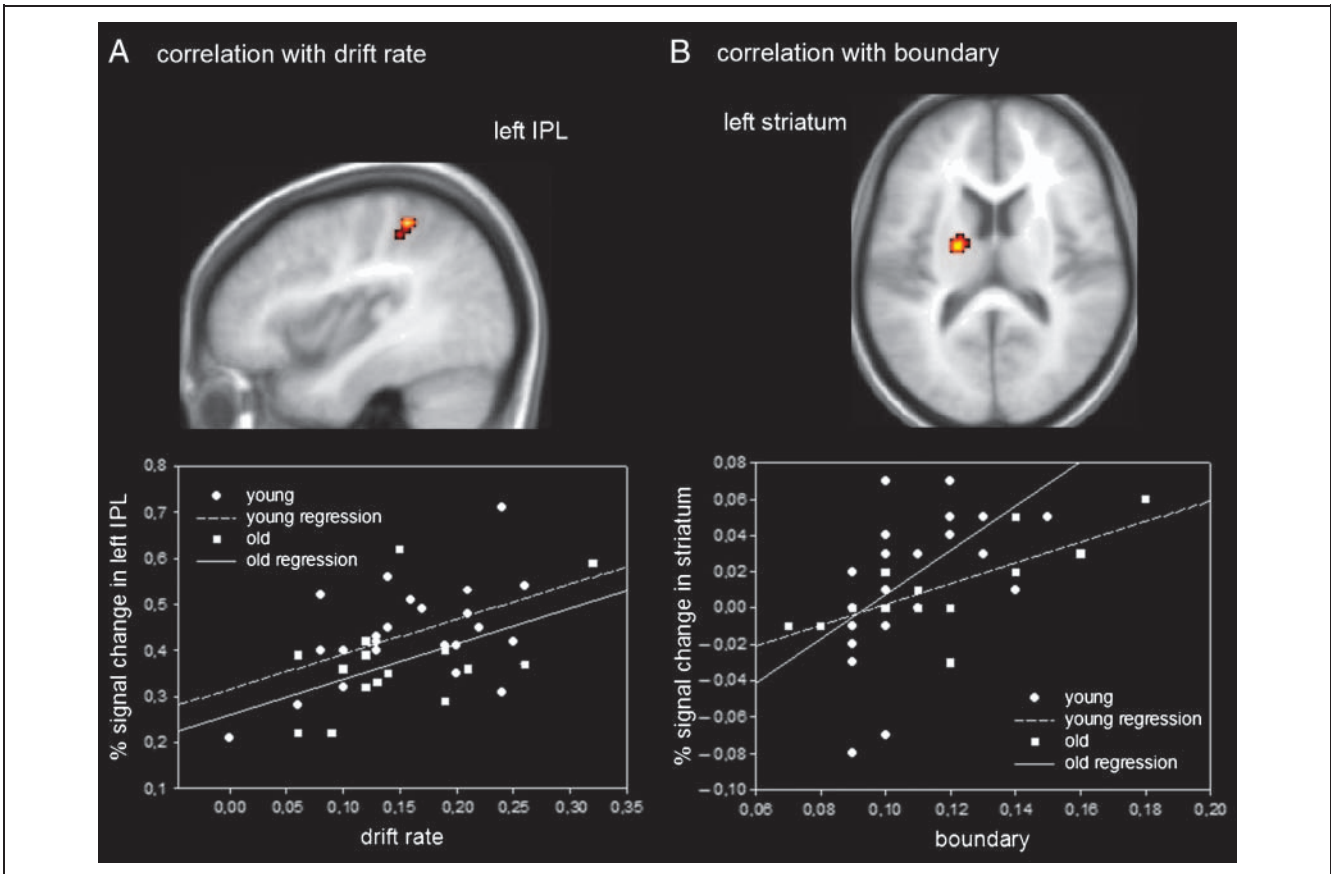 A correlation with drift rate
B correlation with boundary
left IPL
left striatum
% signal change in left IPL
0,8
0,7
0,6
0,5
0,4
0,3
0,2
0,1
young
young regression
old
old regression
0,00 0,05 0,10 0,15 0,20 0,25 0,30 0,35
drift rate
% signal change in striatum
0,08
0,06
0,04
0,02
0,00
−0,02
−0,04
−0,06
−0,08
−0,10
young
young regression
old
old regression
0,06 0,08 0,10 0,12 0,14 0,16 0,18 0,20
boundary